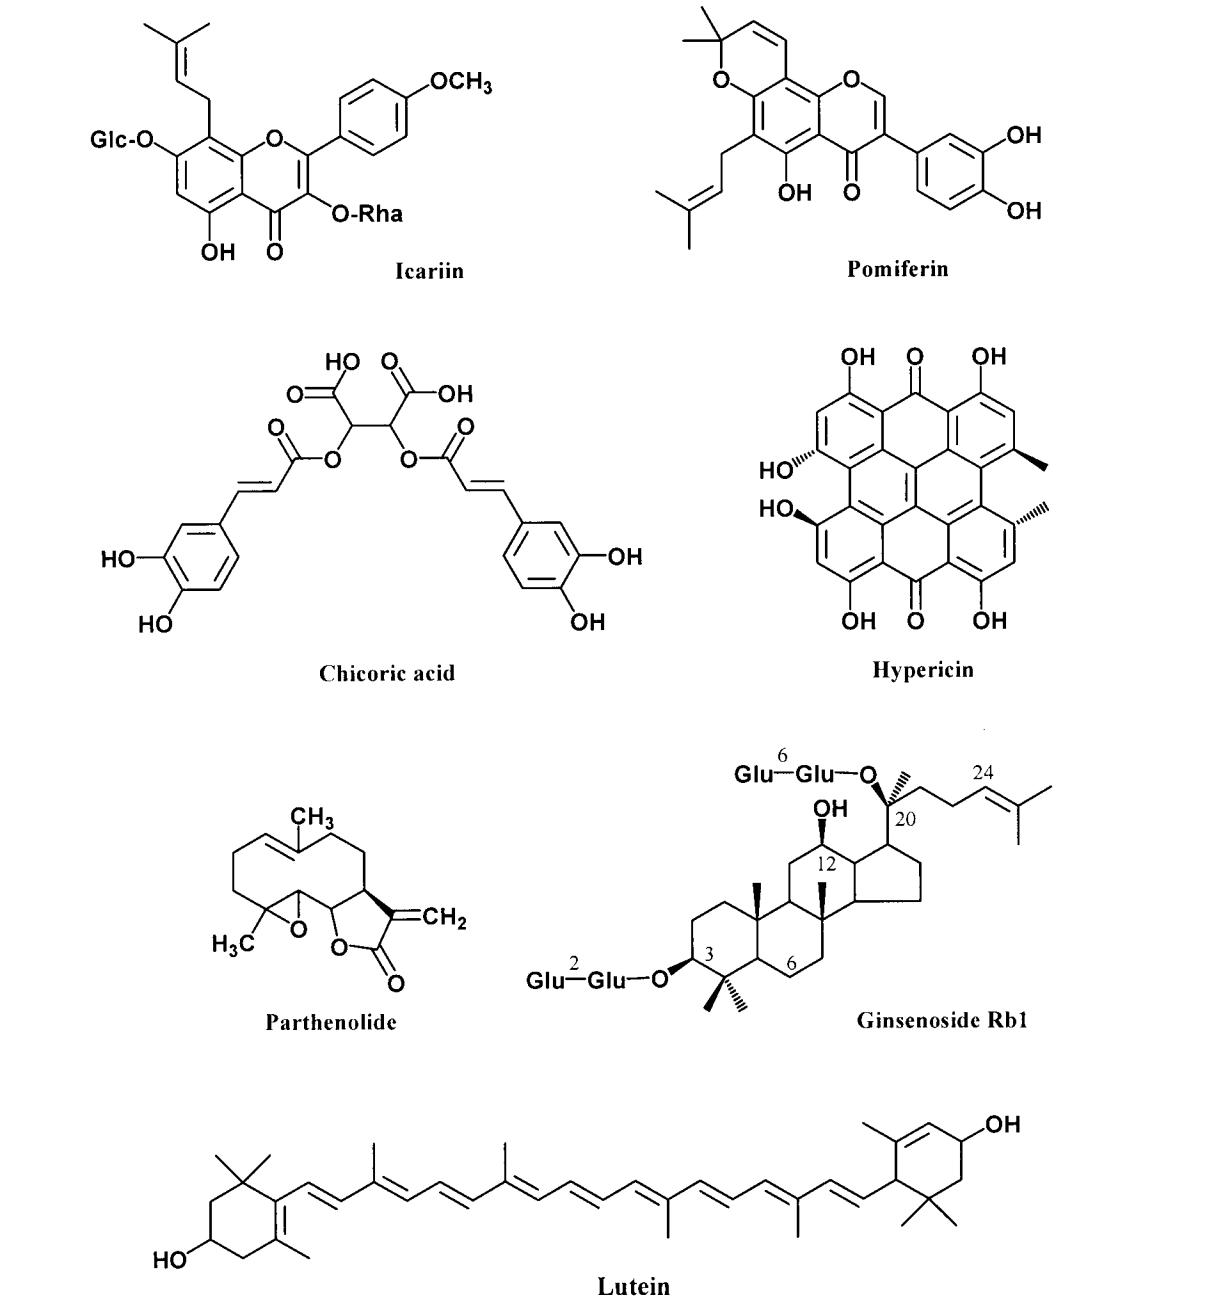 OCH3
Glc-O
O
O-Rha
OH
O
Icariin
O
O
OH
OH
O
OH
Pomiferin
HO
O
O
OH
O
O
O
O
HO
OH
HO
OH
Chicoric acid
OH
O
OH
HO
HO
OH
O
OH
Hypericin
CH3
H3C
O
O
O
CH2
Parthenolide
6
Glu
Glu
O
24
OH
20
12
3
6
2
Glu
Glu
O
Ginsenoside Rb1
OH
HO
Lutein